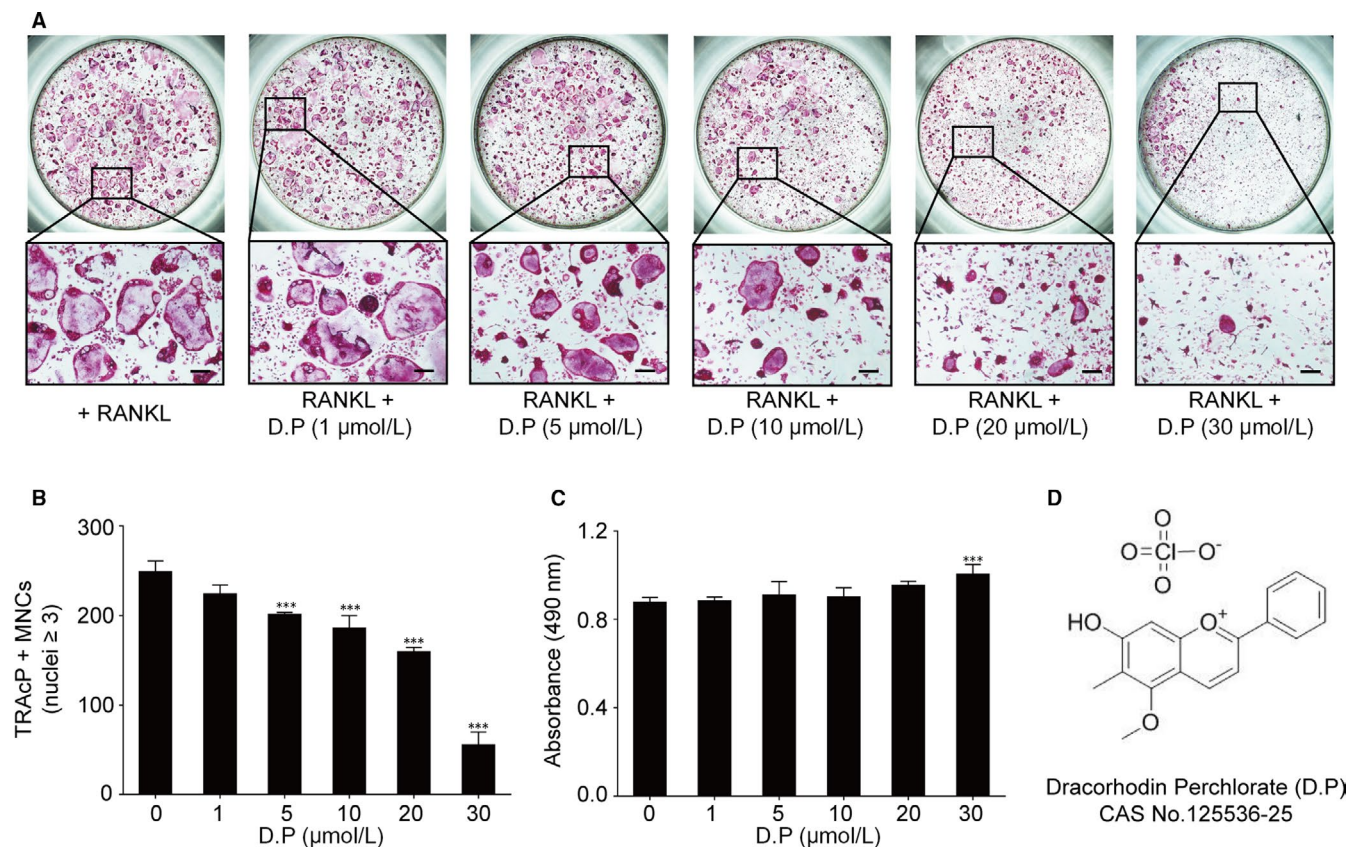 A
+ RANKL
RANKL +
D.P (1 µmol/L)
RANKL +
D.P (5 µmol/L)
RANKL +
D.P (10 µmol/L)
RANKL +
D.P (20 µmol/L)
RANKL +
D.P (30 µmol/L)
B
TRAcP + MNCs
(nuclei ≥ 3)
300
200
100
0
***
***
***
***
0 1 5 10 20 30
D.P (µmol/L)
C
Absorbance (490 nm)
1.2
0.8
0.4
0.0
***
0 1 5 10 20 30
D.P (µmol/L)
D
O
O=Cl-O-
O
HO
O+
O
Dracorhodin Perchlorate (D.P)
CAS No.125536-25